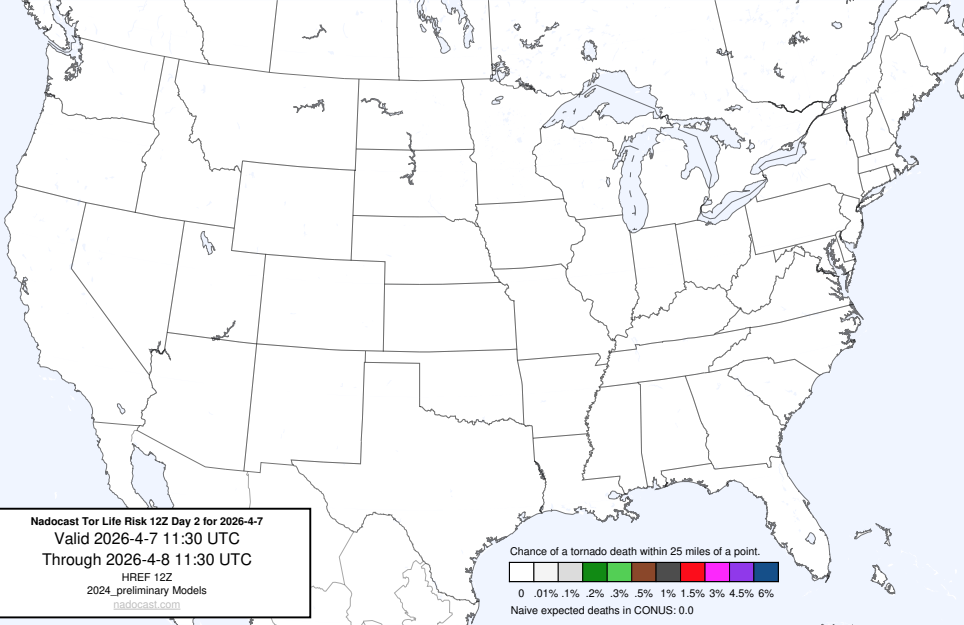 Nadocast Tor Life Risk 12Z Day 2 for 2026-4-7
Valid 2026-4-7 11:30 UTC
Through 2026-4-8 11:30 UTC
HREF 12Z
2024_preliminary Models
nadocast.com
Chance of a tornado death within 25 miles of a point.
0 .01% .1% .2% .3% .5% 1% 1.5% 3% 4.5% 6%
Naive expected deaths in CONUS: 0.0